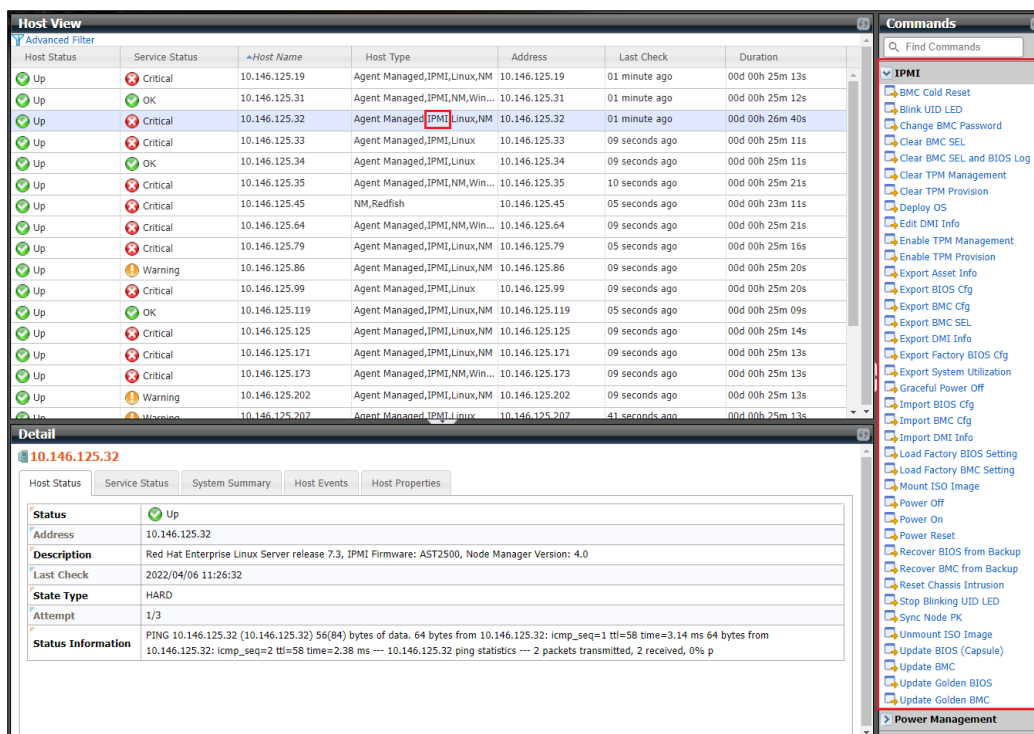 Host View
Advanced Filter
Host Status Service Status Host Name Host Type Address Last Check Duration
Up Critical 10.146.125.19 Agent Managed,IPMI,Linux,NM 10.146.125.19 01 minute ago 00d 00h 25m 13s
Up OK 10.146.125.31 Agent Managed,IPMI,NM,Win... 10.146.125.31 01 minute ago 00d 00h 25m 12s
Up Critical 10.146.125.32 Agent Managed,IPMI,Linux,NM 10.146.125.32 01 minute ago 00d 00h 26m 40s
Up Critical 10.146.125.33 Agent Managed,IPMI,Linux 10.146.125.33 09 seconds ago 00d 00h 25m 11s
Up OK 10.146.125.34 Agent Managed,IPMI,Linux 10.146.125.34 09 seconds ago 00d 00h 25m 11s
Up Critical 10.146.125.35 Agent Managed,IPMI,NM,Win... 10.146.125.35 10 seconds ago 00d 00h 25m 21s
Up Critical 10.146.125.45 NM,Redfish 10.146.125.45 05 seconds ago 00d 00h 23m 11s
Up Critical 10.146.125.64 Agent Managed,IPMI,NM,Win... 10.146.125.64 09 seconds ago 00d 00h 25m 21s
Up Critical 10.146.125.79 Agent Managed,IPMI,Linux,NM 10.146.125.79 05 seconds ago 00d 00h 25m 16s
Up Warning 10.146.125.86 Agent Managed,IPMI,Linux,NM 10.146.125.86 09 seconds ago 00d 00h 25m 20s
Up Critical 10.146.125.99 Agent Managed,IPMI,Linux 10.146.125.99 09 seconds ago 00d 00h 25m 20s
Up OK 10.146.125.119 Agent Managed,IPMI,Linux,NM 10.146.125.119 05 seconds ago 00d 00h 25m 09s
Up Critical 10.146.125.125 Agent Managed,IPMI,Linux,NM 10.146.125.125 09 seconds ago 00d 00h 25m 14s
Up Critical 10.146.125.171 Agent Managed,IPMI,Linux,NM 10.146.125.171 09 seconds ago 00d 00h 25m 13s
Up Critical 10.146.125.173 Agent Managed,IPMI,NM,Win... 10.146.125.173 09 seconds ago 00d 00h 25m 13s
Up Warning 10.146.125.202 Agent Managed,IPMI,Linux,NM 10.146.125.202 09 seconds ago 00d 00h 25m 13s
Up Warning 10.146.125.207 Agent Managed,IPMI,Linux 10.146.125.207 41 seconds ago 00d 00h 25m 13s
Detail
10.146.125.32
Host Status Service Status System Summary Host Events Host Properties
Status Up
Address 10.146.125.32
Description Red Hat Enterprise Linux Server release 7.3, IPMI Firmware: AST2500, Node Manager Version: 4.0
Last Check 2022/04/06 11:26:32
State Type HARD
Attempt 1/3
Status Information PING 10.146.125.32 (10.146.125.32) 56(84) bytes of data. 64 bytes from 10.146.125.32: icmp_seq=1 ttl=58 time=3.14 ms 64 bytes from
10.146.125.32: icmp_seq=2 ttl=58 time=2.38 ms --- 10.146.125.32 ping statistics --- 2 packets transmitted, 2 received, 0% p
Commands
Find Commands
IPMI
BMC Cold Reset
Blink UID LED
Change BMC Password
Clear BMC SEL
Clear BMC SEL and BIOS Log
Clear TPM Management
Clear TPM Provision
Deploy OS
Edit DMI Info
Enable TPM Management
Enable TPM Provision
Export Asset Info
Export BIOS Cfg
Export BMC Cfg
Export BMC SEL
Export DMI Info
Export Factory BIOS Cfg
Export System Utilization
Graceful Power Off
Import BIOS Cfg
Import BMC Cfg
Import DMI Info
Load Factory BIOS Setting
Load Factory BMC Setting
Mount ISO Image
Power Off
Power On
Power Reset
Recover BIOS from Backup
Recover BMC from Backup
Reset Chassis Intrusion
Stop Blinking UID LED
Sync Node PK
Unmount ISO Image
Update BIOS (Capsule)
Update BMC
Update Golden BIOS
Update Golden BMC
Power Management